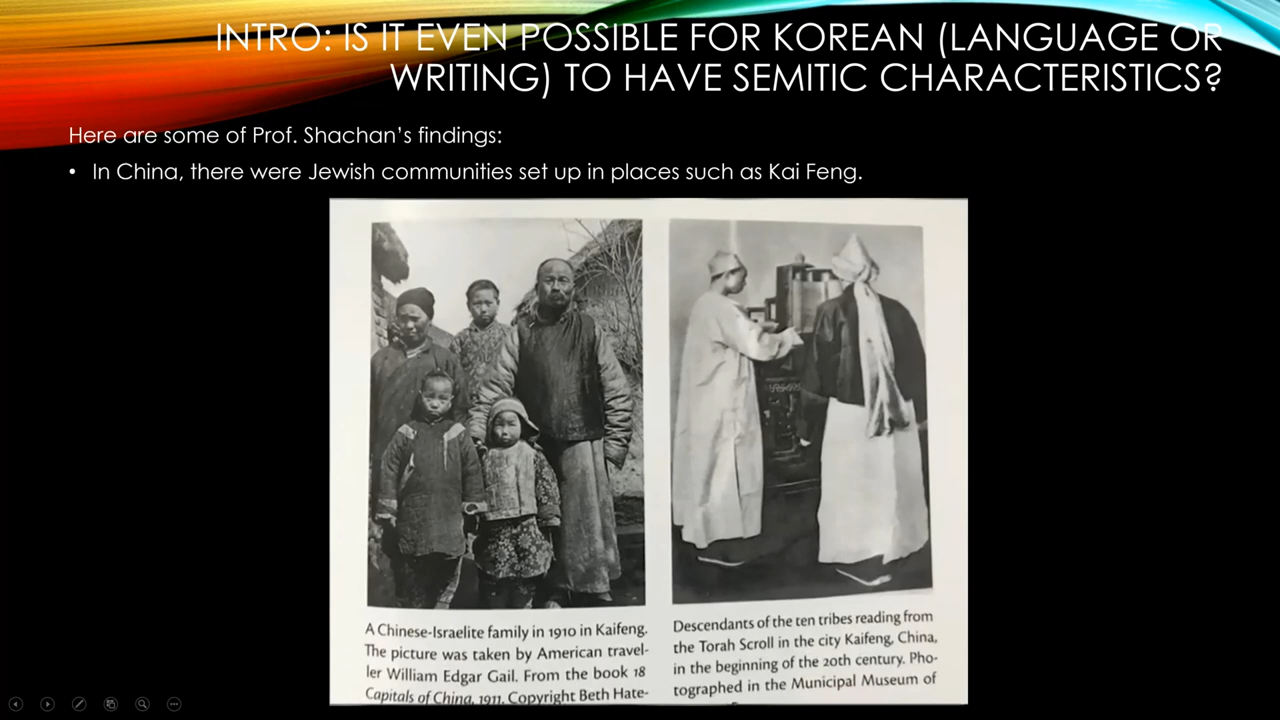 INTRO: IS IT EVEN POSSIBLE FOR KOREAN (LANGUAGE OR
WRITING) TO HAVE SEMITIC CHARACTERISTICS?
Here are some of Prof. Shachan's findings:
• In China, there were Jewish communities set up in places such as Kai Feng.
A Chinese-Israelite family in 1910 in Kaifeng.
The picture was taken by American travel-
ler William Edgar Gail. From the book 18
Capitals of China, 1911. Copyright Beth Hate-
Descendants of the ten tribes reading from
the Torah Scroll in the city Kaifeng, China,
in the beginning of the 20th century. Pho-
tographed in the Municipal Museum of